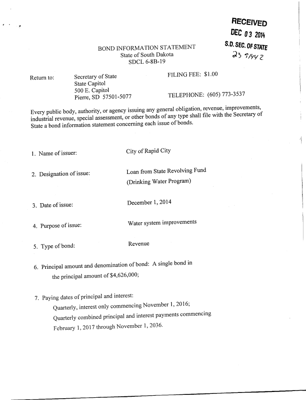 RECEIVED
DEC 03 2014
S.D. SEC. OF STATE
BOND INFORMATION STATEMENT
State of South Dakota
SDCL 6-8B-19
Return to: Secretary of State FILING FEE: $1.00
State Capitol
500 E. Capitol
Pierre, SD 57501-5077 TELEPHONE: (605) 773-3537
Every public body, authority, or agency issuing any general obligation, revenue, improvements,
industrial revenue, special assessment, or other bonds of any type shall file with the Secretary of
State a bond information statement concerning each issue of bonds.
1. Name of issuer: City of Rapid City
2. Designation of issue: Loan from State Revolving Fund
(Drinking Water Program)
3. Date of issue: December 1, 2014
4. Purpose of issue: Water system improvements
5. Type of bond: Revenue
6. Principal amount and denomination of bond: A single bond in
the principal amount of $4,626,000;
7. Paying dates of principal and interest:
Quarterly, interest only commencing November 1, 2016;
Quarterly combined principal and interest payments commencing
February 1, 2017 through November 1, 2036.